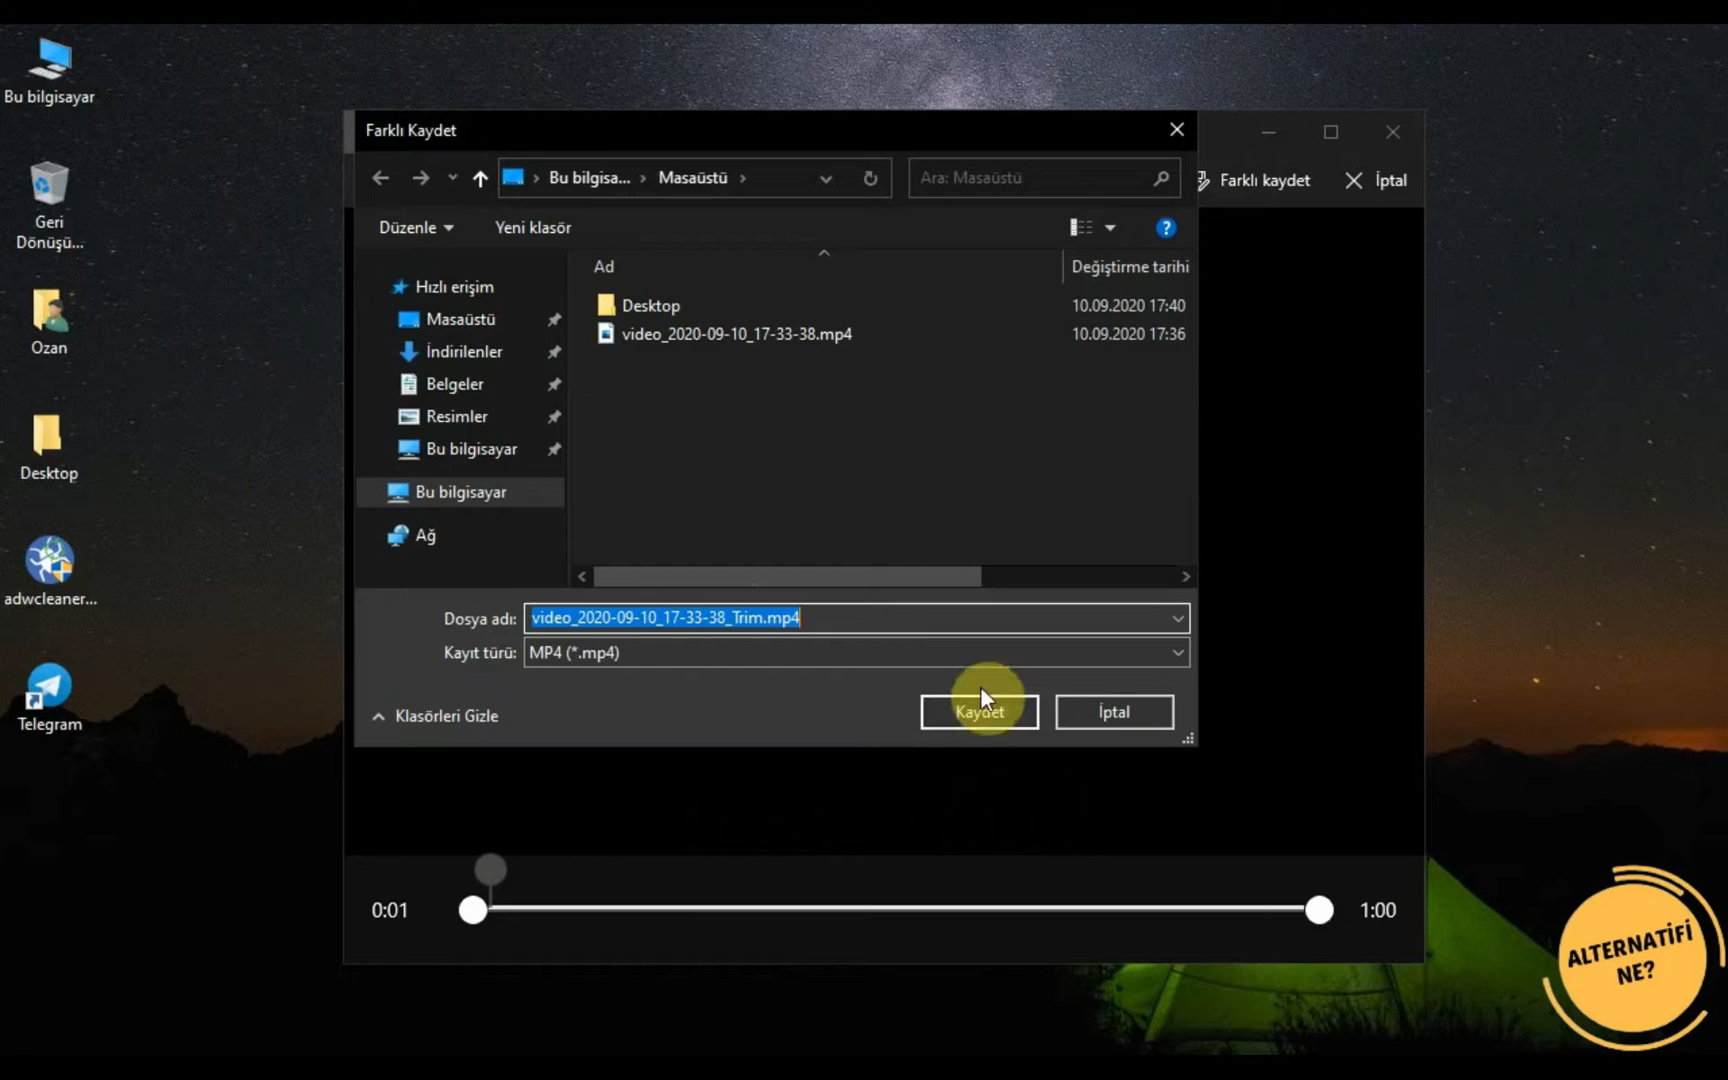 Bu bilgisayar
Geri
Dönüşü...
Ozan
Desktop
adwcleaner...
Telegram
Farklı Kaydet
Bu bilgisa...
Masaüstü
Ara: Masaüstü
Farklı kaydet
İptal
Düzenle
Yeni klasör
?
Ad
Değiştirme tarihi
Hızlı erişim
Masaüstü
İndirilenler
Belgeler
Resimler
Bu bilgisayar
Bu bilgisayar
Ağ
Desktop
10.09.2020 17:40
video_2020-09-10_17-33-38.mp4
10.09.2020 17:36
Dosya adı:
video_2020-09-10_17-33-38_Trim.mp4
Kayıt türü:
MP4 (*.mp4)
Klasörleri Gizle
Kaydet
İptal
0:01
1:00
ALTERNATİFİ
NE?